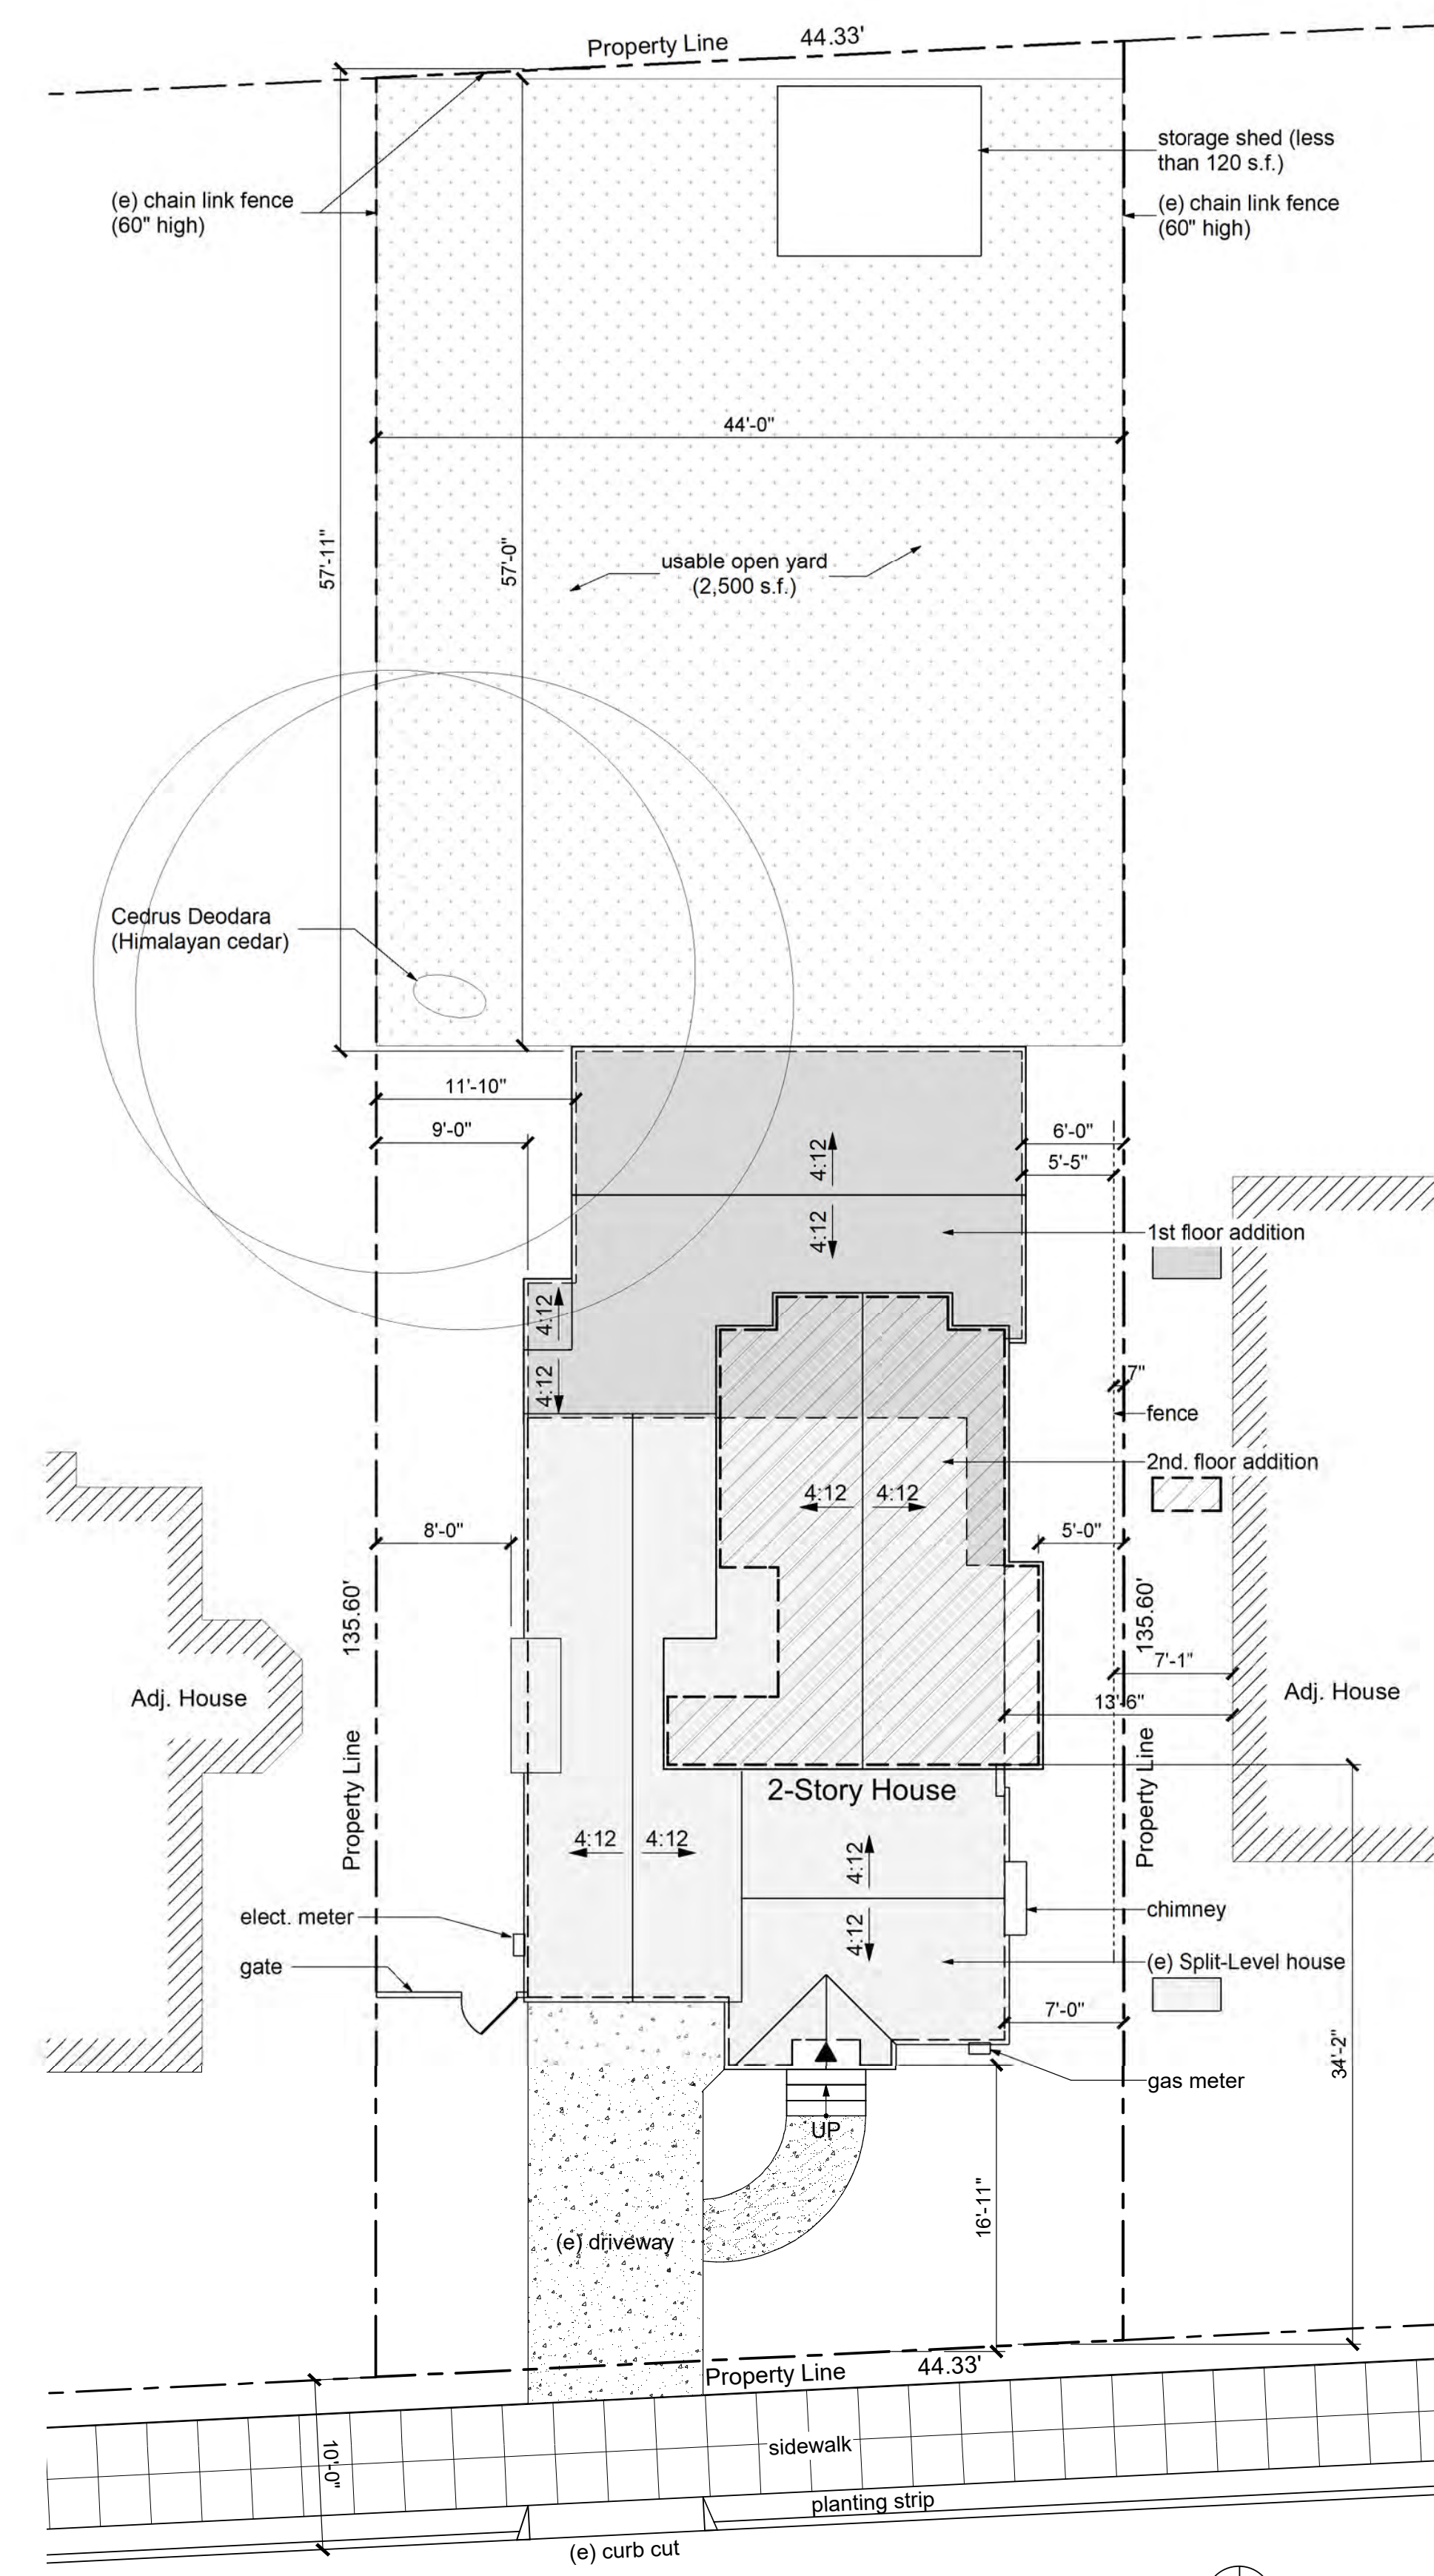 Property Line 44.33'
storage shed (less
than 120 s.f.)
(e) chain link fence
(60" high)
(e) chain link fence
(60" high)
44'-0"
57'-11"
57'-0"
usable open yard
(2,500 s.f.)
Cedrus Deodara
(Himalayan cedar)
11'-10"
9'-0"
6'-0"
5'-5"
4:12
4:12
1st floor addition
4:12
4:12
7"
fence
2nd. floor addition
4:12 4:12
8'-0"
5'-0"
135.60'
135.60'
7'-1"
13'-6"
Adj. House
Adj. House
Property Line
Property Line
2-Story House
4:12 4:12
4:12
4:12
elect. meter
chimney
gate
(e) Split-Level house
7'-0"
34'-2"
gas meter
UP
16'-11"
(e) driveway
Property Line 44.33'
10'-0"
sidewalk
planting strip
(e) curb cut